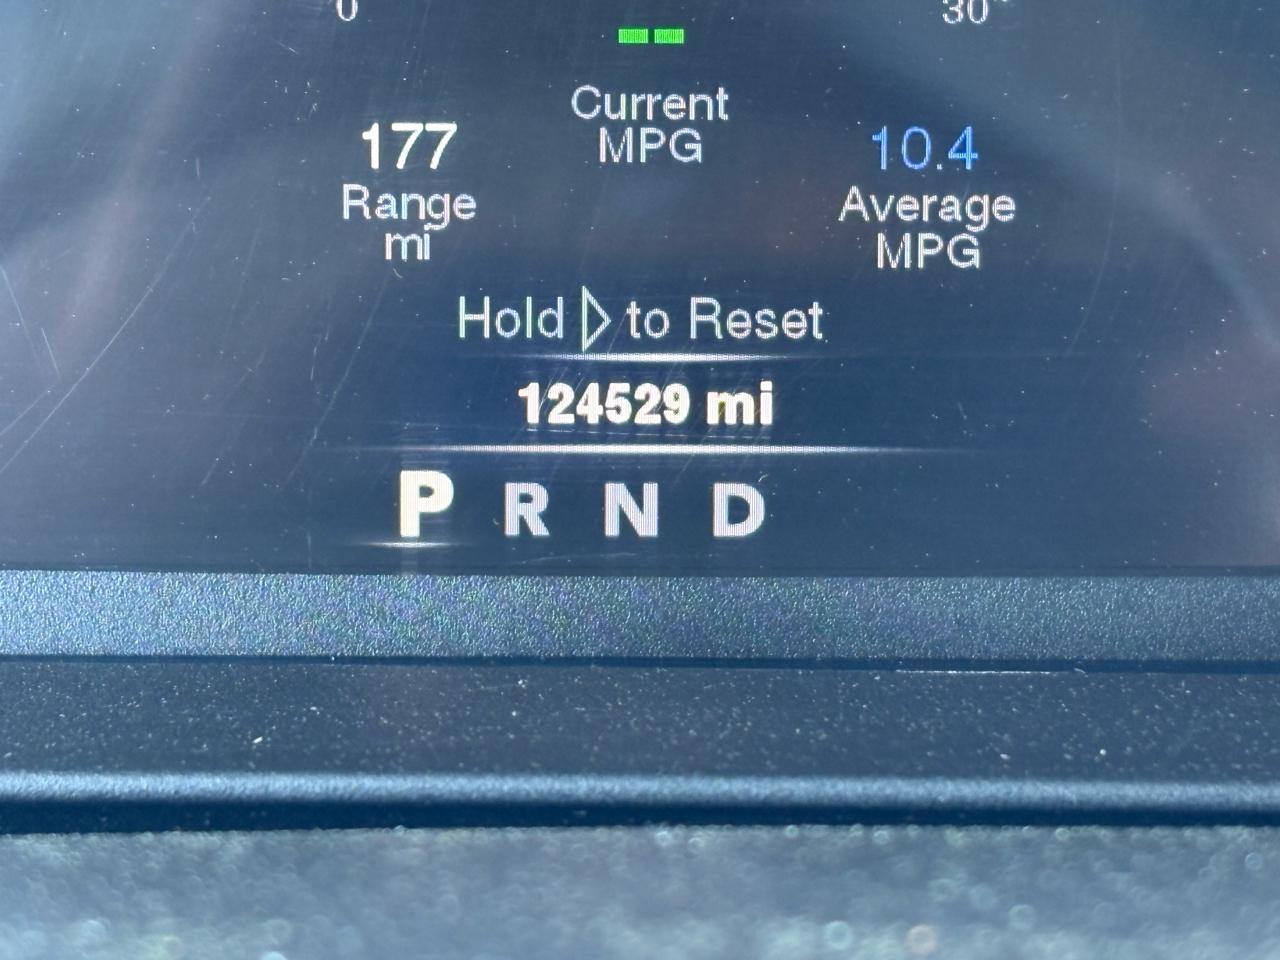 0 30
-- Current
MPG
177
Range
mi
10.4
Average
MPG
Hold ▷ to Reset
124529 mi
P R N D